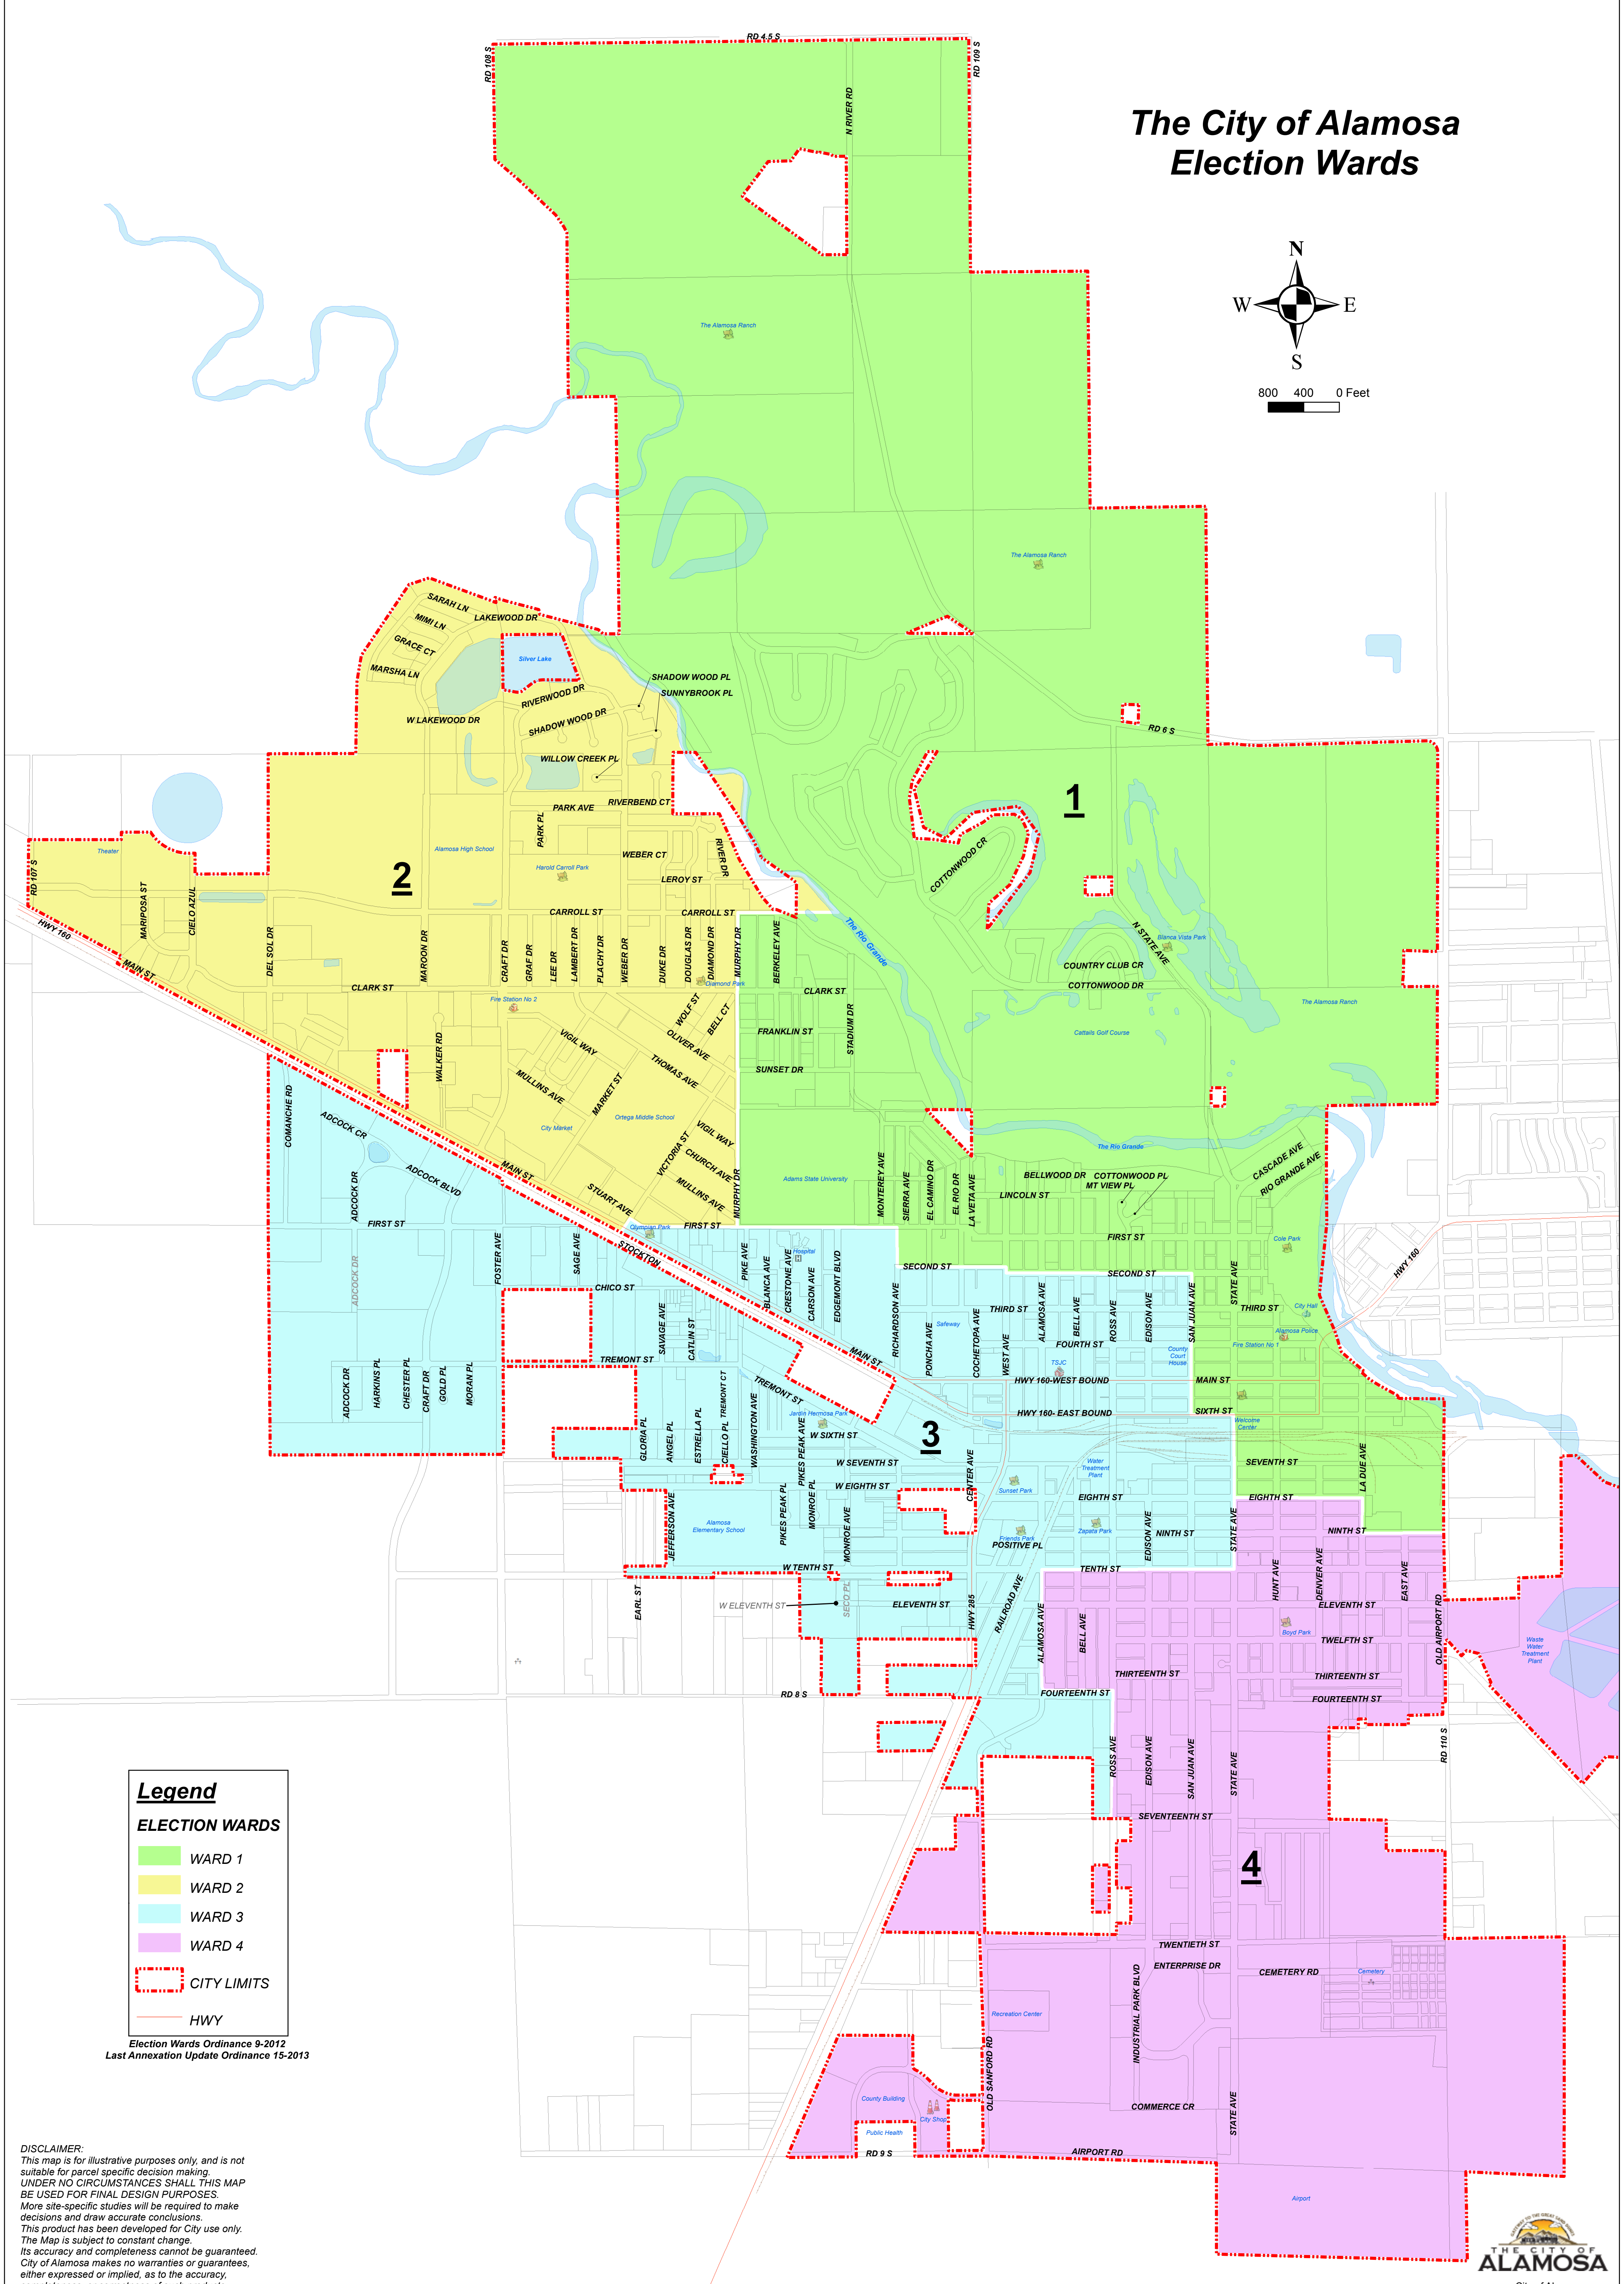 RD 4.5 S
RD 108 S
RD 109 S
N RIVER RD
The City of Alamosa
Election Wards
N
W
E
S
800 400 0 Feet
The Alamosa Ranch
The Alamosa Ranch
SARAH LN
LAKEWOOD DR
MIMI LN
GRACE CT
MARSHA LN
Silver Lake
SHADOW WOOD PL
SUNNYBROOK PL
RIVERWOOD DR
W LAKEWOOD DR
SHADOW WOOD DR
RD 6 S
WILLOW CREEK PL
1
PARK AVE
RIVERBEND CT
PARK PL
Theater
Alamosa High School
WEBER CT
RIVER DR
COTTONWOOD CR
RD 107 S
2
Harold Carroll Park
LEROY ST
MARIPOSA ST
CIELO AZUL
CARROLL ST
CARROLL ST
HWY 160
DEL SOL DR
MAROON DR
CRAFT DR
GRAF DR
LEE DR
LAMBERT DR
PLACHY DR
WEBER DR
DUKE DR
DOUGLAS DR
DIAMOND DR
MURPHY DR
BERKELEY AVE
The Rio Grande
N STATE AVE
Blanca Vista Park
MAIN ST
COUNTRY CLUB CR
COTTONWOOD DR
CLARK ST
Diamond Park
CLARK ST
Fire Station No 2
The Alamosa Ranch
WOLF ST
BELL CT
OLIVER AVE
FRANKLIN ST
STADIUM DR
Cattails Golf Course
VIGIL WAY
WALKER RD
THOMAS AVE
SUNSET DR
MULLINS AVE
MARKET ST
COMANCHE RD
ADCOCK CR
City Market
Ortega Middle School
VIGIL WAY
VICTORIA ST
CHURCH AVE
The Rio Grande
ADCOCK BLVD
MAIN ST
MULLINS AVE
MURPHY DR
Adams State University
MONTEREY AVE
SIERRA AVE
EL CAMINO DR
EL RIO DR
LA VETA AVE
BELLWOOD DR
COTTONWOOD PL
MT VIEW PL
LINCOLN ST
CASCADE AVE
RIO GRANDE AVE
ADCOCK DR
STUART AVE
FIRST ST
Olympian Park
FIRST ST
FIRST ST
Cole Park
ADCOCK DR
FOSTER AVE
SAGE AVE
STOCKTON
PIKE AVE
BLANCA AVE
CRESTONE AVE
Hospital
H
CARSON AVE
EDGEMONT BLVD
SECOND ST
SECOND ST
STATE AVE
HWY 160
CHICO ST
RICHARDSON AVE
THIRD ST
ALAMOSA AVE
BELL AVE
ROSS AVE
EDISON AVE
SAN JUAN AVE
THIRD ST
City Hall
SAVAGE AVE
CATLIN ST
Safeway
PONCHA AVE
COCHETOPA AVE
WEST AVE
FOURTH ST
Alamosa Police
Fire Station No 1
MAIN ST
TREMONT ST
TSJC
County
Court
House
HWY 160-WEST BOUND
MAIN ST
ADCOCK DR
HARKINS PL
CHESTER PL
CRAFT DR
GOLD PL
MORAN PL
TREMONT ST
HWY 160- EAST BOUND
SIXTH ST
GLORIA PL
ANGEL PL
ESTRELLA PL
CIELLO PL
TREMONT CT
WASHINGTON AVE
Jardin Hermosa Park
PIKES PEAK AVE
W SIXTH ST
3
Welcome
Center
W SEVENTH ST
Water
Treatment
Plant
SEVENTH ST
LA DUE AVE
W EIGHTH ST
CENTER AVE
Sunset Park
EIGHTH ST
EIGHTH ST
JEFFERSON AVE
Alamosa
Elementary School
PIKES PEAK PL
MONROE PL
MONROE AVE
Friends Park
Zapata Park
EDISON AVE
NINTH ST
STATE AVE
NINTH ST
POSITIVE PL
W TENTH ST
TENTH ST
HUNT AVE
DENVER AVE
EAST AVE
EARL ST
W ELEVENTH ST
SECO PL
ELEVENTH ST
HWY 285
RAILROAD AVE
ALAMOSA AVE
BELL AVE
ELEVENTH ST
OLD AIRPORT RD
Boyd Park
TWELFTH ST
Waste
Water
Treatment
Plant
THIRTEENTH ST
THIRTEENTH ST
RD 8 S
FOURTEENTH ST
FOURTEENTH ST
ROSS AVE
EDISON AVE
SAN JUAN AVE
STATE AVE
RD 110 S
Legend
ELECTION WARDS
WARD 1
WARD 2
WARD 3
WARD 4
CITY LIMITS
HWY
SEVENTEENTH ST
4
TWENTIETH ST
ENTERPRISE DR
CEMETERY RD
Cemetery
Election Wards Ordinance 9-2012
Last Annexation Update Ordinance 15-2013
Recreation Center
OLD SANFORD RD
INDUSTRIAL PARK BLVD
County Building
City Shop
COMMERCE CR
STATE AVE
Public Health
RD 9 S
AIRPORT RD
Airport
DISCLAIMER:
This map is for illustrative purposes only, and is not
suitable for parcel specific decision making.
UNDER NO CIRCUMSTANCES SHALL THIS MAP
BE USED FOR FINAL DESIGN PURPOSES.
More site-specific studies will be required to make
decisions and draw accurate conclusions.
This product has been developed for City use only.
The Map is subject to constant change.
Its accuracy and completeness cannot be guaranteed.
City of Alamosa makes no warranties or guarantees,
either expressed or implied, as to the accuracy,
THE CITY OF
ALAMOSA